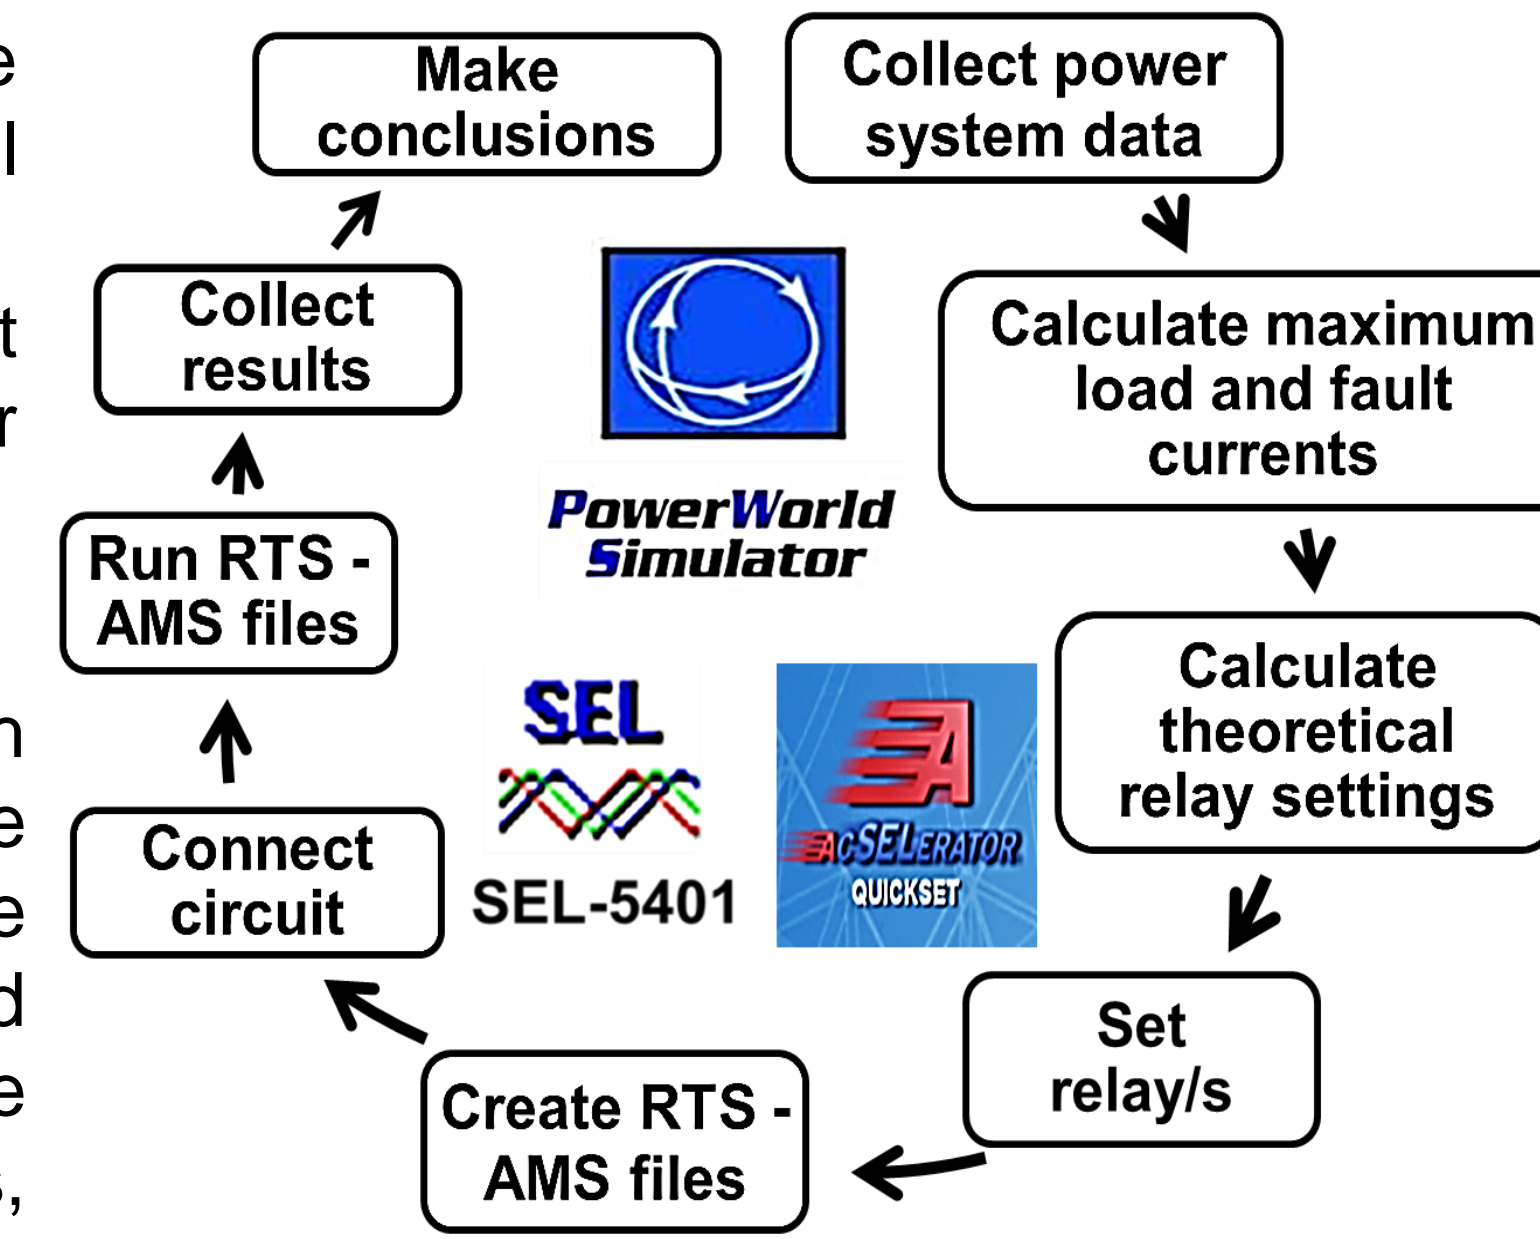 Make
conclusions
Collect power
system data
Calculate maximum
load and fault
currents
Calculate
theoretical
relay settings
Set
relay/s
Create RTS -
AMS files
Connect
circuit
Run RTS -
AMS files
Collect
results
PowerWorld
Simulator
SEL
SEL-5401
A
ACSELERATOR
QUICKSET
e
l
t
r
n
e
e
d
e
s,